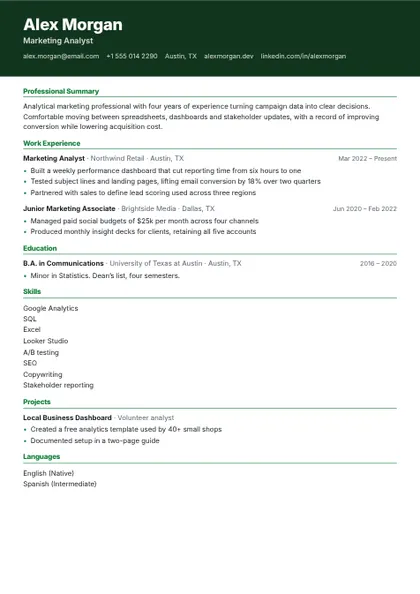 Alex Morgan
Marketing Analyst
alex.morgan@email.com +1 555 014 2290 Austin, TX alexmorgan.dev linkedin.com/in/alexmorgan
Professional Summary
Analytical marketing professional with four years of experience turning campaign data into clear decisions.
Comfortable moving between spreadsheets, dashboards and stakeholder updates, with a record of improving
conversion while lowering acquisition cost.
Work Experience
Marketing Analyst · Northwind Retail · Austin, TX Mar 2022 – Present
• Built a weekly performance dashboard that cut reporting time from six hours to one
• Tested subject lines and landing pages, lifting email conversion by 18% over two quarters
• Partnered with sales to define lead scoring used across three regions
Junior Marketing Associate · Brightside Media · Dallas, TX Jun 2020 – Feb 2022
• Managed paid social budgets of $25k per month across four channels
• Produced monthly insight decks for clients, retaining all five accounts
Education
B.A. in Communications · University of Texas at Austin · Austin, TX 2016 – 2020
• Minor in Statistics. Dean's list, four semesters.
Skills
Google Analytics
SQL
Excel
Looker Studio
A/B testing
SEO
Copywriting
Stakeholder reporting
Projects
Local Business Dashboard · Volunteer analyst
• Created a free analytics template used by 40+ small shops
• Documented setup in a two-page guide
Languages
English (Native)
Spanish (Intermediate)